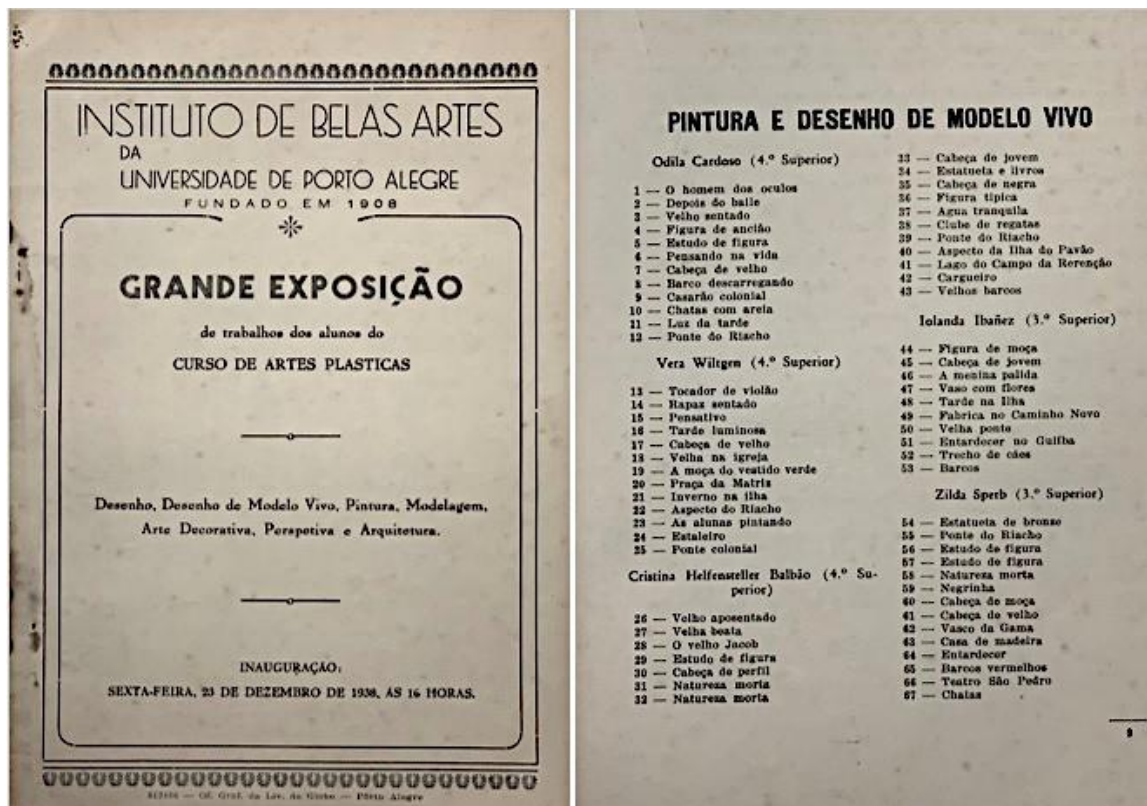 INSTITUTO DE BELAS ARTES
DA
UNIVERSIDADE DE PORTO ALEGRE
FUNDADO EM 1908
GRANDE EXPOSIÇÃO
de trabalhos dos alunos do
CURSO DE ARTES PLASTICAS
Desenho, Desenho de Modelo Vivo, Pintura, Modelagem,
Arte Decorativa, Perspetiva e Arquitetura.
INAUGURAÇÃO:
SEXTA-FEIRA, 23 DE DEZEMBRO DE 1938, AS 16 HORAS.
Of. Graf. da Liv. do Globo — Pôrto Alegre
PINTURA E DESENHO DE MODELO VIVO
Odila Cardoso (4.º Superior)
1 — O homem dos oculos
2 — Depois do baile
3 — Velho sentado
4 — Figura de ancião
5 — Estudo de figura
6 — Pensando na vida
7 — Cabeça de velho
8 — Barco descarregando
9 — Casarão colonial
10 — Chatas com areia
11 — Luz da tarde
12 — Ponte do Riacho
Vera Wiltgen (4.º Superior)
13 — Tocador de violão
14 — Rapaz sentado
15 — Pensativo
16 — Tarde luminosa
17 — Cabeça de velho
18 — Velha na igreja
19 — A moça do vestido verde
20 — Praça da Matriz
21 — Inverno na ilha
22 — Aspecto do Riacho
23 — As alunas pintando
24 — Estaleiro
25 — Ponte colonial
Cristina Helfensteller Balbão (4.º Su-
perior)
26 — Velho aposentado
27 — Velha beata
28 — O velho Jacob
29 — Estudo de figura
30 — Cabeça de perfil
31 — Natureza morta
32 — Natureza morta
33 — Cabeça de jovem
34 — Estatueta e livros
35 — Cabeça de negra
36 — Figura tipica
37 — Agua tranquila
38 — Clube de regatas
39 — Ponte do Riacho
40 — Aspecto da Ilha do Pavão
41 — Lago do Campo da Rerenção
42 — Cargueiro
43 — Velhos barcos
Iolanda Ibañez (3.º Superior)
44 — Figura de moça
45 — Cabeça de jovem
46 — A menina palida
47 — Vaso com flores
48 — Tarde na Ilha
49 — Fabrica no Caminho Novo
50 — Velha ponte
51 — Entardecer no Guiíba
52 — Trecho de cáes
53 — Barcos
Zilda Sperb (3.º Superior)
54 — Estatueta de bronze
55 — Ponte do Riacho
56 — Estudo de figura
57 — Estudo de figura
58 — Natureza morta
59 — Negrinha
60 — Cabeça de moça
61 — Cabeça de velho
62 — Vasco da Gama
63 — Casa de madeira
64 — Entardecer
65 — Barcos vermelhos
66 — Teatro São Pedro
67 — Chatas
9